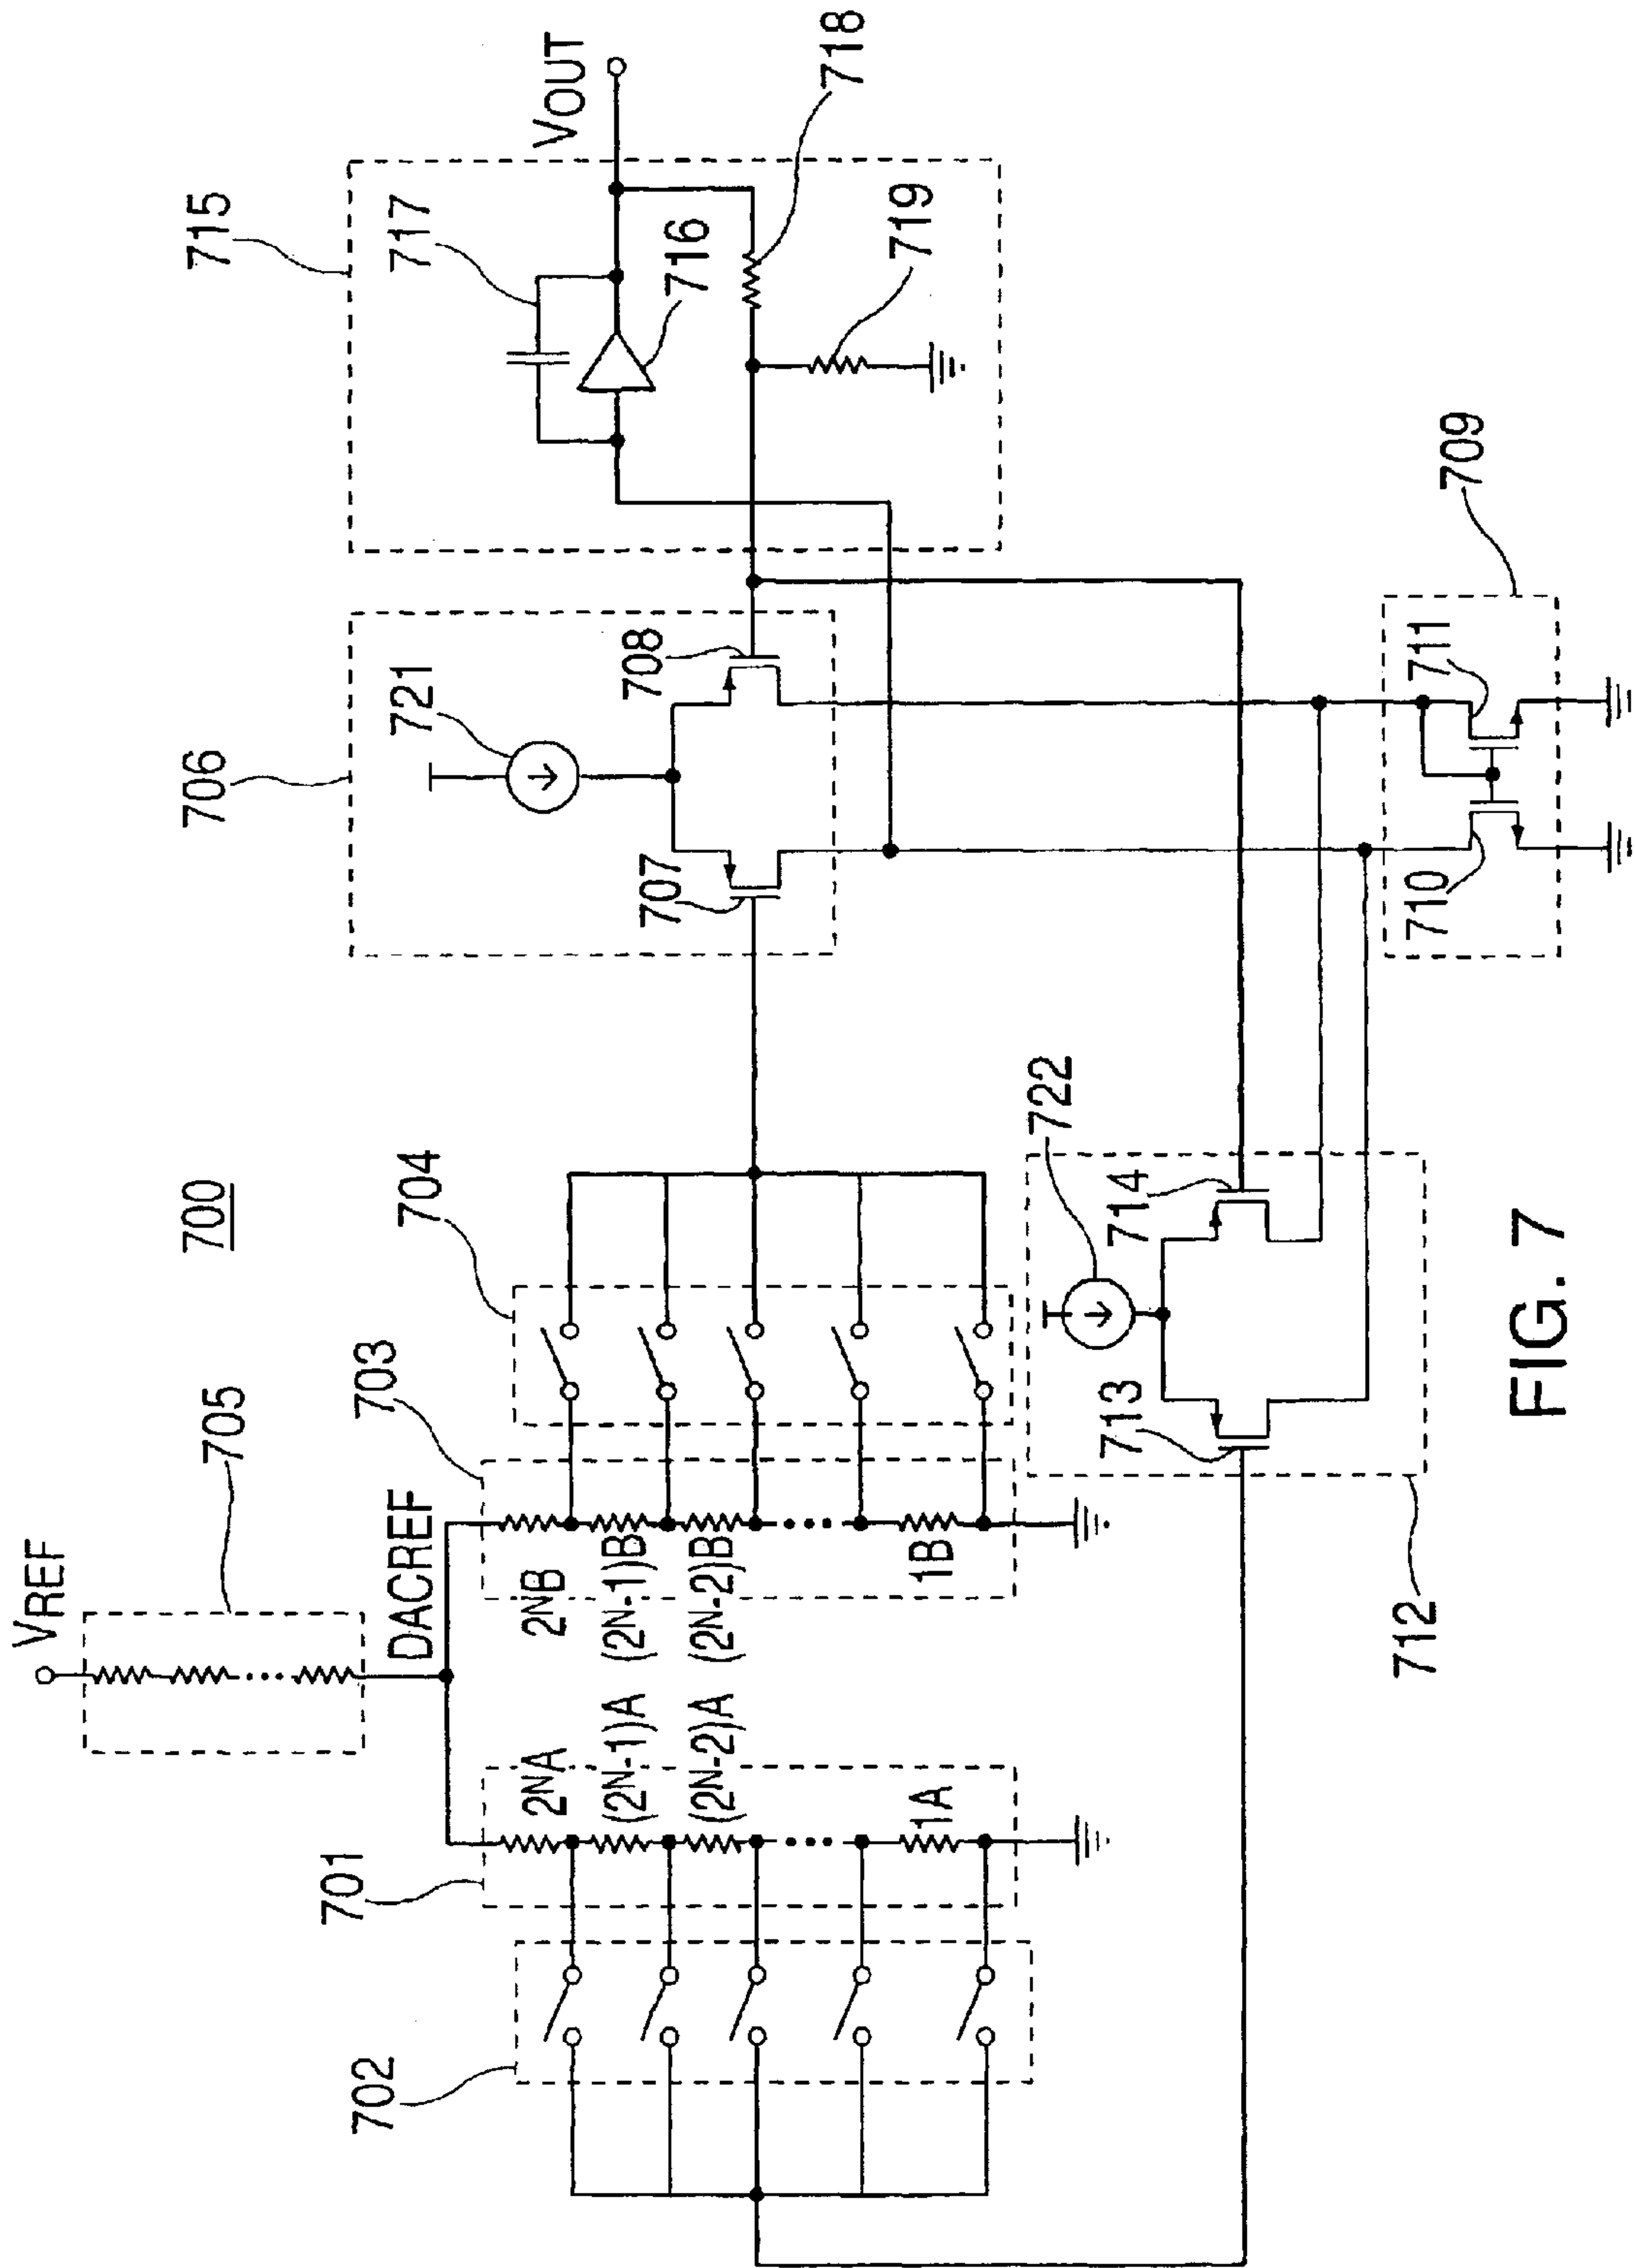 700
VREF
705
DACREF
701
702
703
704
2ᴺA
(2ᴺ-1)A
(2ᴺ-2)A
1A
2ᴺB
(2ᴺ-1)B
(2ᴺ-2)B
1B
706
721
707
708
715
717
716
718
719
VOUT
712
722
713
714
709
710
711
FIG. 7